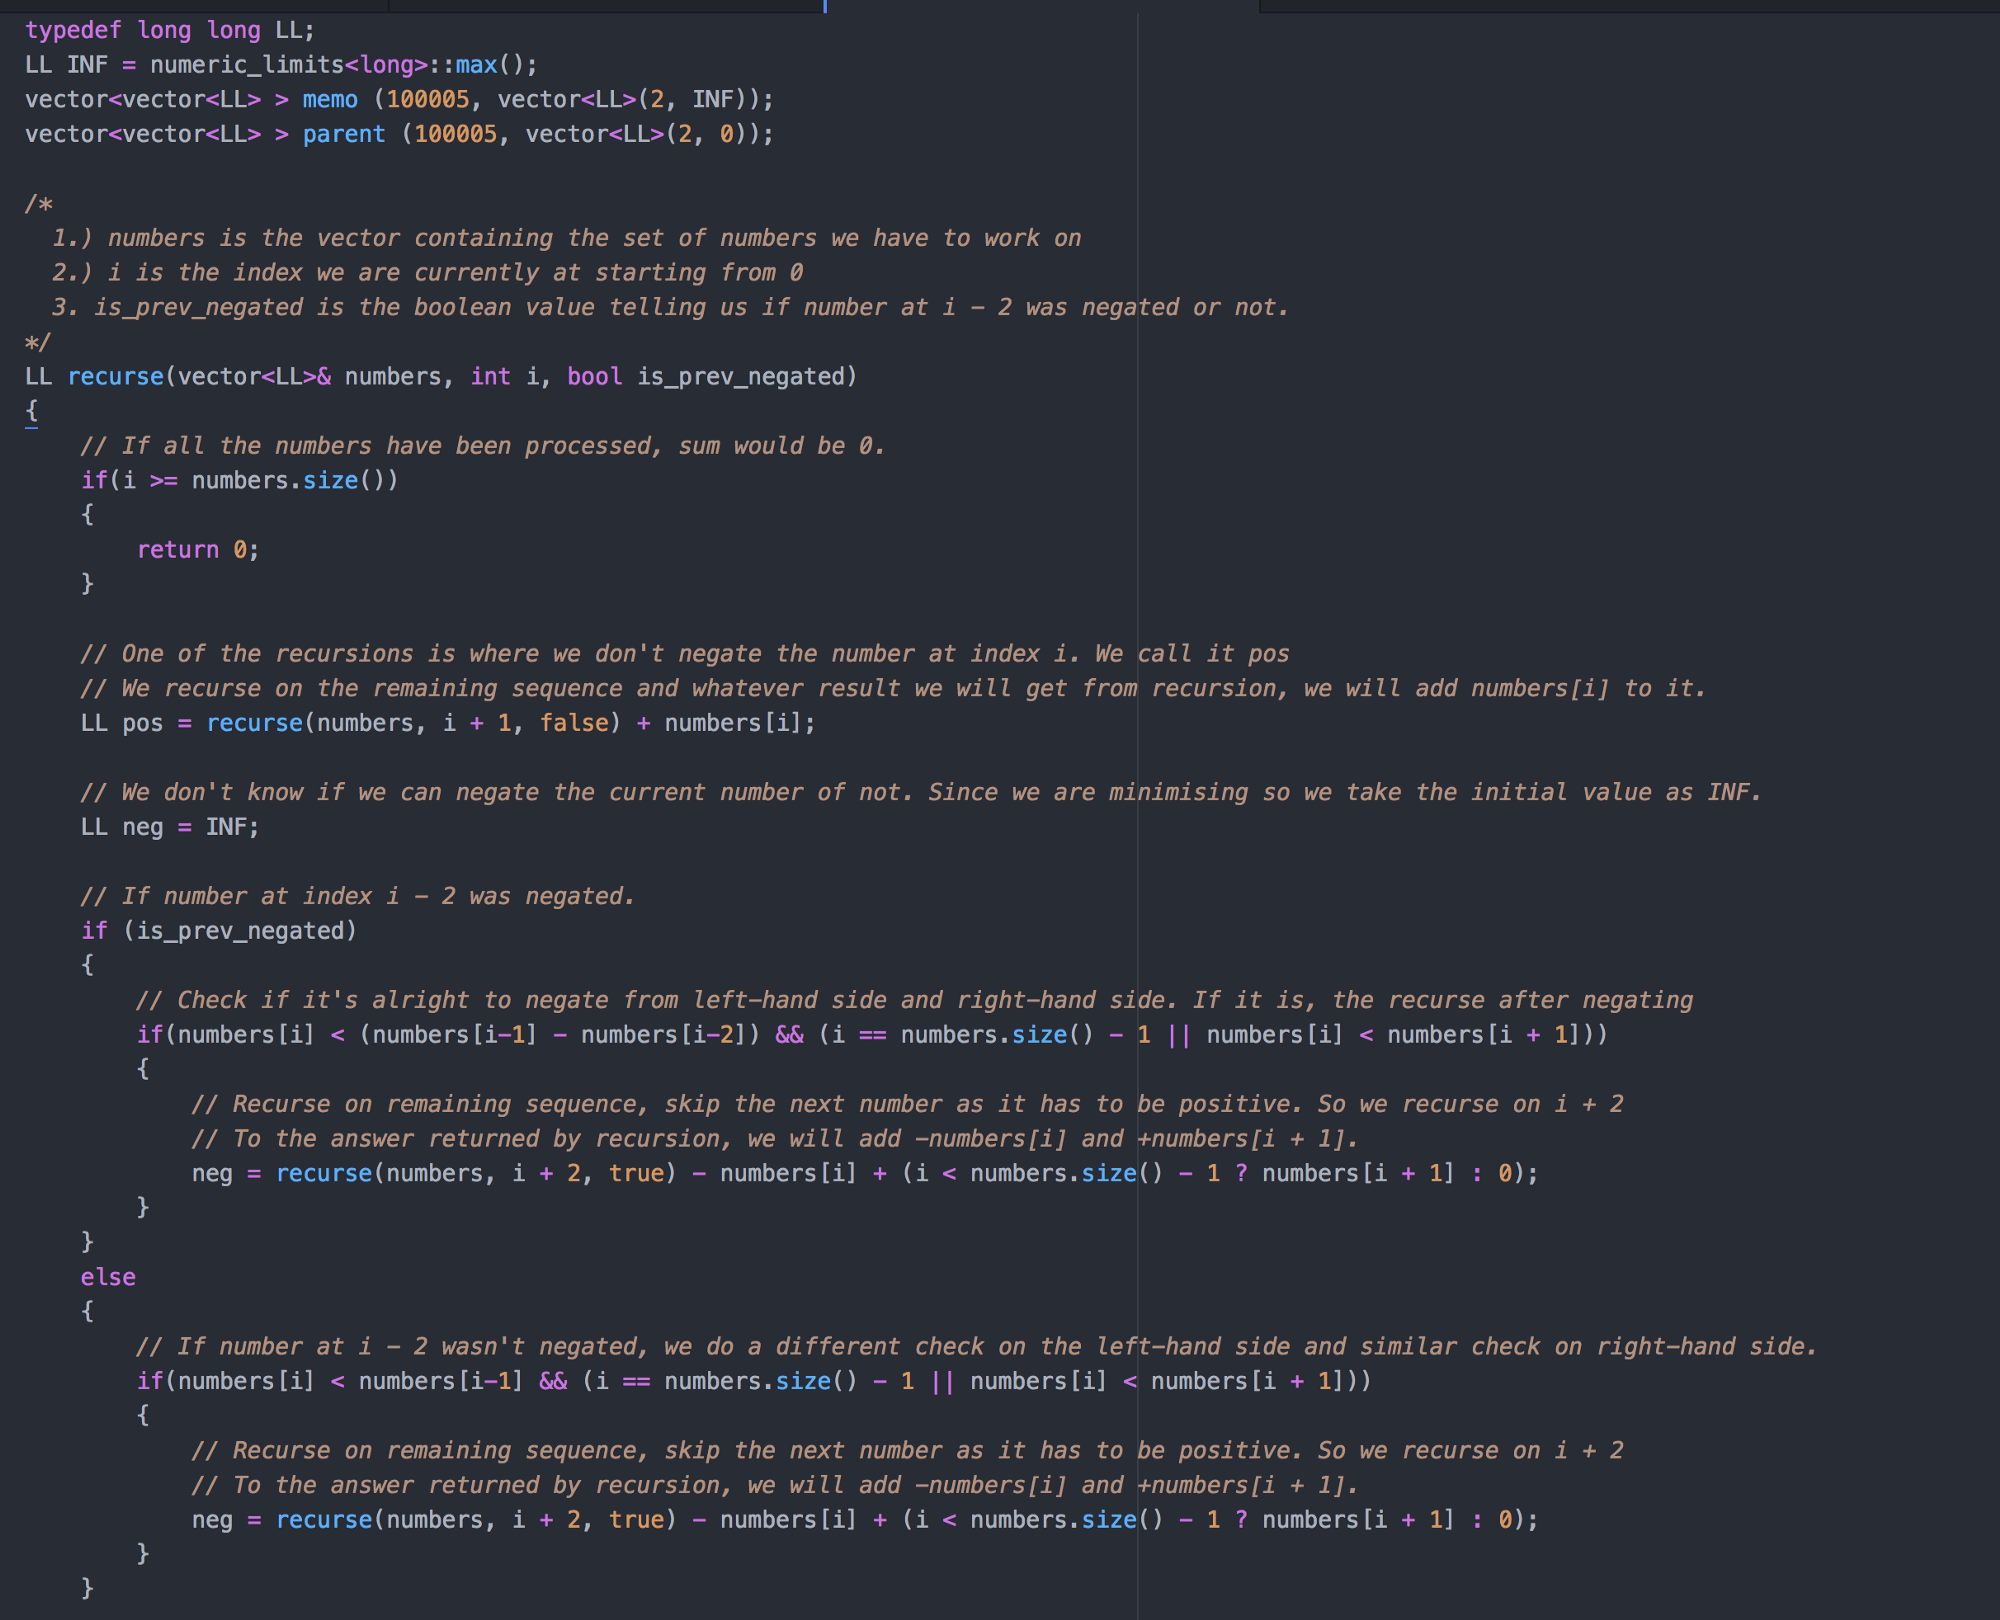 typedef long long LL;
LL INF = numeric_limits<long>::max();
vector<vector<LL> > memo (100005, vector<LL>(2, INF));
vector<vector<LL> > parent (100005, vector<LL>(2, 0));
/*
1.) numbers is the vector containing the set of numbers we have to work on
2.) i is the index we are currently at starting from 0
3. is_prev_negated is the boolean value telling us if number at i - 2 was negated or not.
*/
LL recurse(vector<LL>& numbers, int i, bool is_prev_negated)
{
// If all the numbers have been processed, sum would be 0.
if(i >= numbers.size())
{
return 0;
}
// One of the recursions is where we don't negate the number at index i. We call it pos
// We recurse on the remaining sequence and whatever result we will get from recursion, we will add numbers[i] to it.
LL pos = recurse(numbers, i + 1, false) + numbers[i];
// We don't know if we can negate the current number of not. Since we are minimising so we take the initial value as INF.
LL neg = INF;
// If number at index i - 2 was negated.
if (is_prev_negated)
{
// Check if it's alright to negate from left-hand side and right-hand side. If it is, the recurse after negating
if(numbers[i] < (numbers[i-1] - numbers[i-2]) && (i == numbers.size() - 1 || numbers[i] < numbers[i + 1]))
{
// Recurse on remaining sequence, skip the next number as it has to be positive. So we recurse on i + 2
// To the answer returned by recursion, we will add -numbers[i] and +numbers[i + 1].
neg = recurse(numbers, i + 2, true) - numbers[i] + (i < numbers.size() - 1 ? numbers[i + 1] : 0);
}
}
else
{
// If number at i - 2 wasn't negated, we do a different check on the left-hand side and similar check on right-hand side.
if(numbers[i] < numbers[i-1] && (i == numbers.size() - 1 || numbers[i] < numbers[i + 1]))
{
// Recurse on remaining sequence, skip the next number as it has to be positive. So we recurse on i + 2
// To the answer returned by recursion, we will add -numbers[i] and +numbers[i + 1].
neg = recurse(numbers, i + 2, true) - numbers[i] + (i < numbers.size() - 1 ? numbers[i + 1] : 0);
}
}